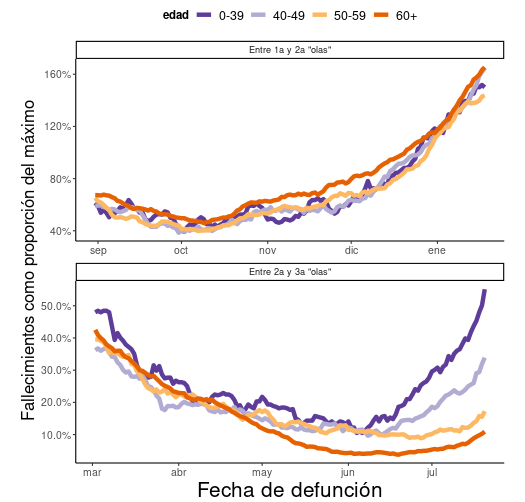 edad 0-39 40-49 50-59 60+
Entre 1a y 2a "olas"
160%
120%
80%
40%
sep oct nov dic ene
Fallecimientos como proporción del máximo
Entre 2a y 3a "olas"
50.0%
40.0%
30.0%
20.0%
10.0%
mar abr may jun jul
Fecha de defunción